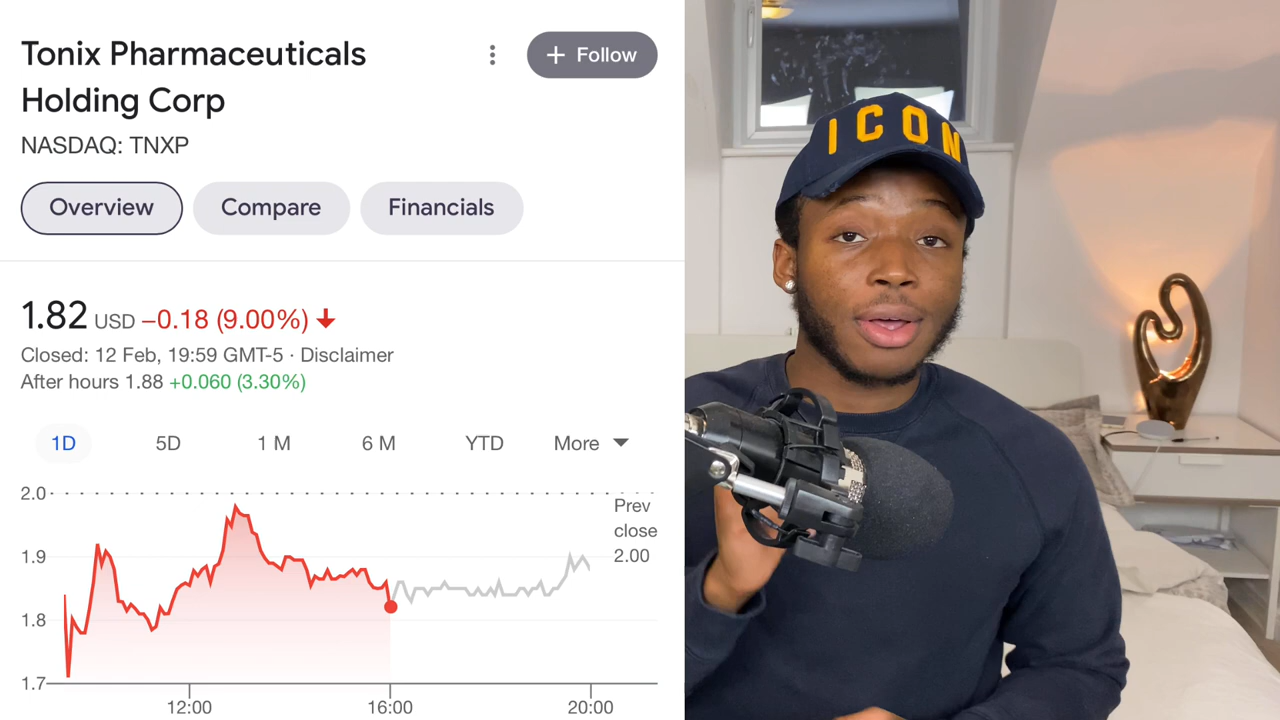 Tonix Pharmaceuticals
Holding Corp
+ Follow
NASDAQ: TNXP
Overview
Compare
Financials
1.82 USD −0.18 (9.00%)
Closed: 12 Feb, 19:59 GMT-5 · Disclaimer
After hours 1.88 +0.060 (3.30%)
1D 5D 1 M 6 M YTD More
2.0
1.9
1.8
1.7
Prev
close
2.00
12:00 16:00 20:00
ICON